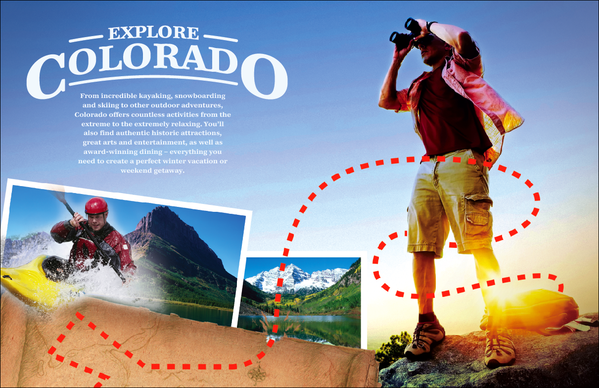 EXPLORE
COLORADO
From incredible kayaking, snowboarding
and skiing to other outdoor adventures,
Colorado offers countless activities from the
extreme to the extremely relaxing. You'll
also find authentic historic attractions,
great arts and entertainment, as well as
award-winning dining – everything you
need to create a perfect winter vacation or
weekend getaway.